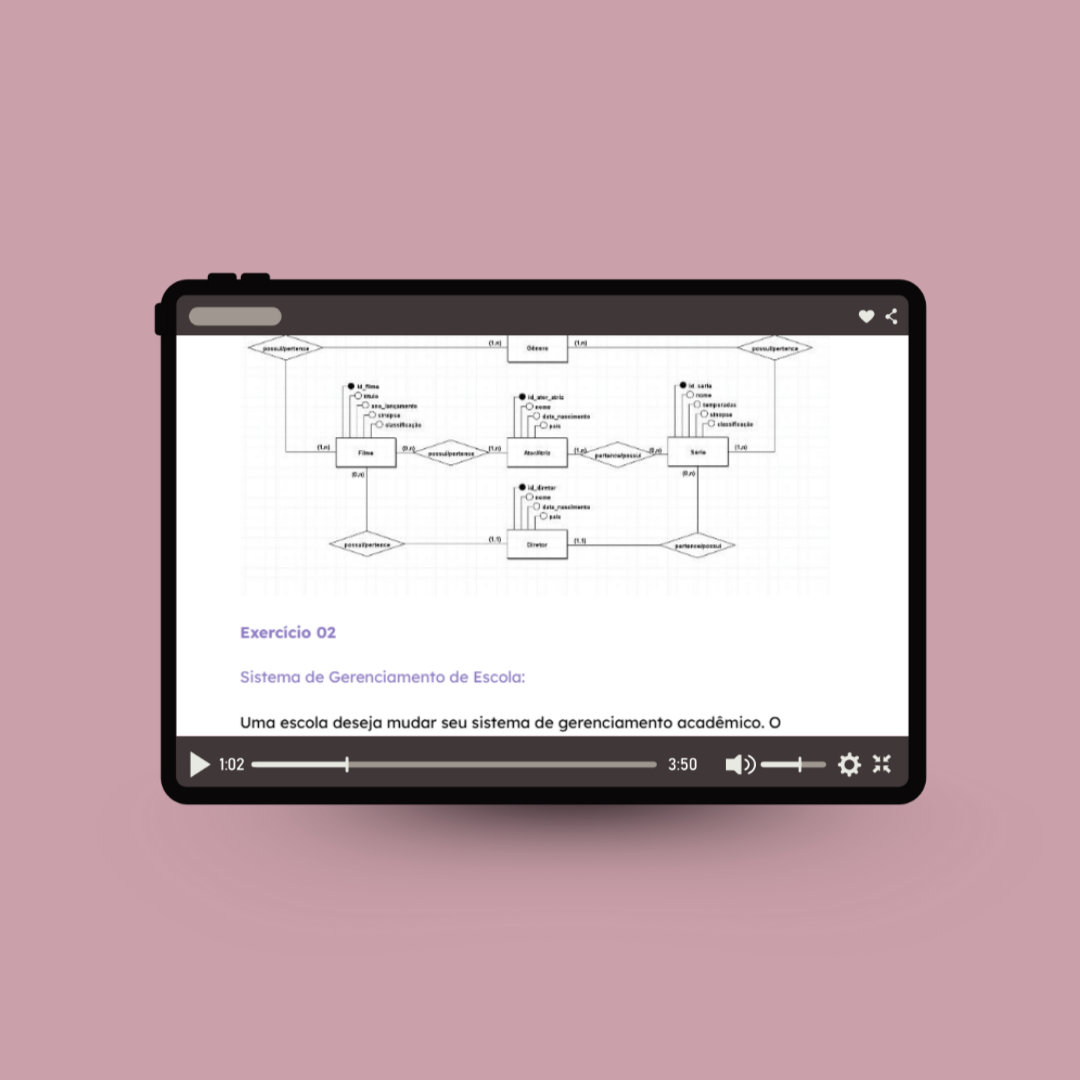 possui/pertence (1,n) Gênero (1,n) possui/pertence
id_filme
titulo
ano_lançamento
sinopse
classificação
id_ator_atriz
nome
data_nascimento
pais
id_serie
nome
temporadas
sinopse
classificação
(1,n) Filme (0,n) possui/pertence (1,n) (1,n) pertence/possui (0,n) Série (1,n)
(0,n) (0,n)
id_diretor
nome
data_nascimento
pais
possui/pertence (1,1) Diretor (1,1) pertence/possui
Exercício 02
Sistema de Gerenciamento de Escola:
Uma escola deseja mudar seu sistema de gerenciamento acadêmico. O
1:02 3:50